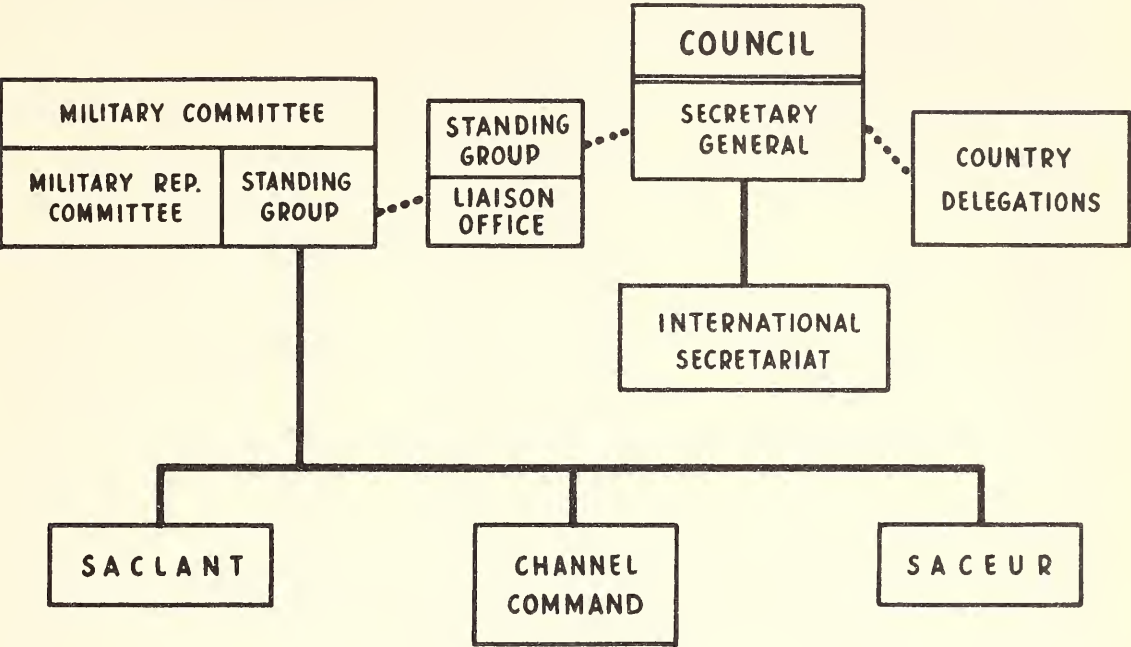 COUNCIL
SECRETARY
GENERAL
MILITARY COMMITTEE
MILITARY REP.
COMMITTEE
STANDING
GROUP
STANDING
GROUP
LIAISON
OFFICE
COUNTRY
DELEGATIONS
INTERNATIONAL
SECRETARIAT
SACLANT
CHANNEL
COMMAND
SACEUR